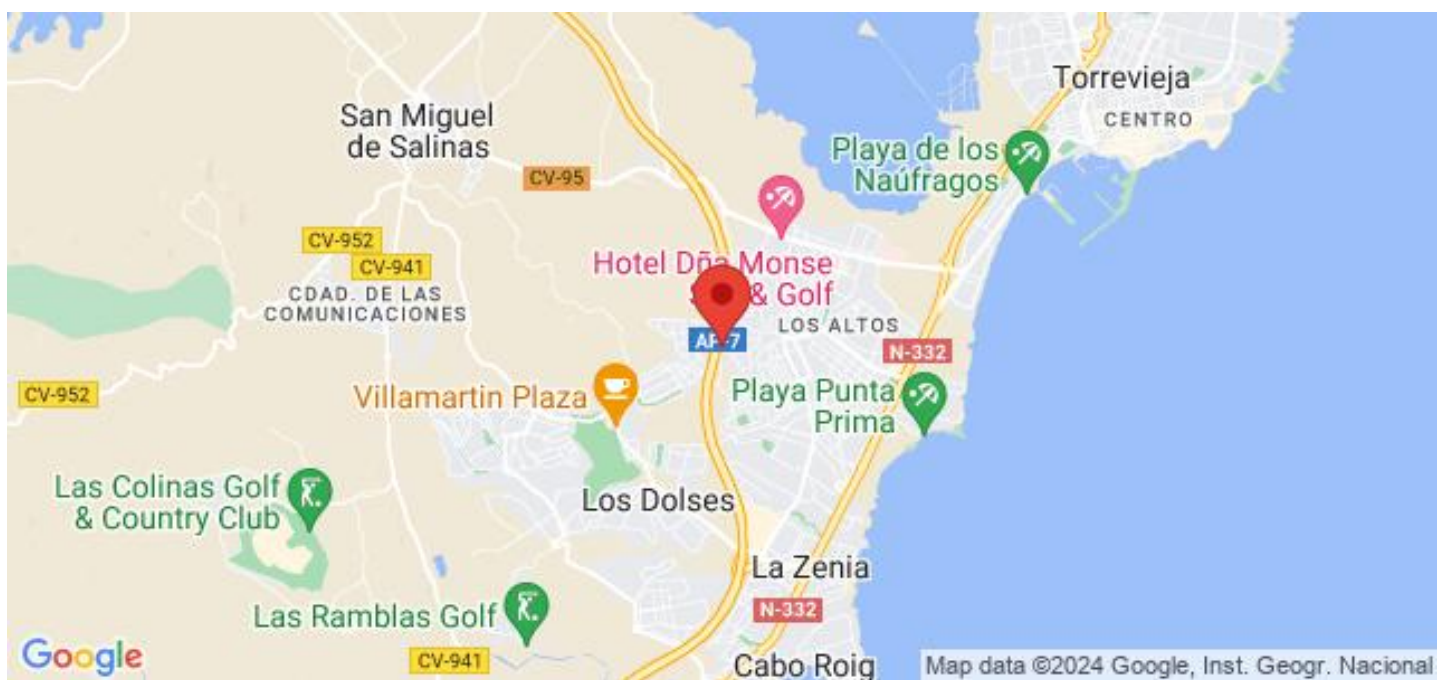 Torrevieja
CENTRO
San Miguel
de Salinas
Playa de los
Naúfragos
CV-95
CV-952
CV-941
Hotel Dña Monse
& Golf
CDAD. DE LAS
COMUNICACIONES
LOS ALTOS
N-332
CV-952
Villamartin Plaza
Playa Punta
Prima
Las Colinas Golf
& Country Club
Los Dolses
La Zenia
Las Ramblas Golf
N-332
Google
CV-941
Cabo Roig
Map data ©2024 Google, Inst. Geogr. Nacional